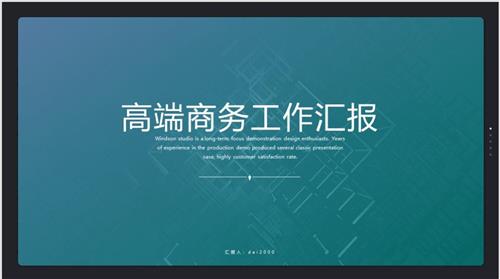 高端商务工作汇报
Windson studio is a long-term focus demonstration design enthusiasts. Years
of experience in the production demo produced several classic presentation
case, highly customer satisfaction rate.
汇报人：dai2000